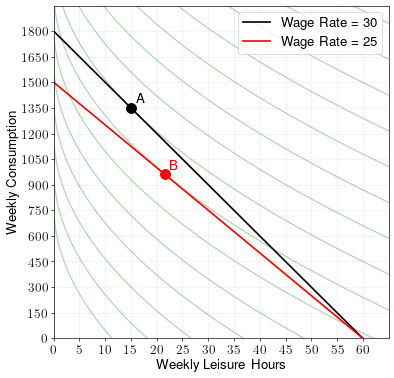 Wage Rate = 30
Wage Rate = 25
1800
1650
1500
1350
1200
1050
900
750
600
450
300
150
0
Weekly Consumption
A
B
0 5 10 15 20 25 30 35 40 45 50 55 60
Weekly Leisure Hours